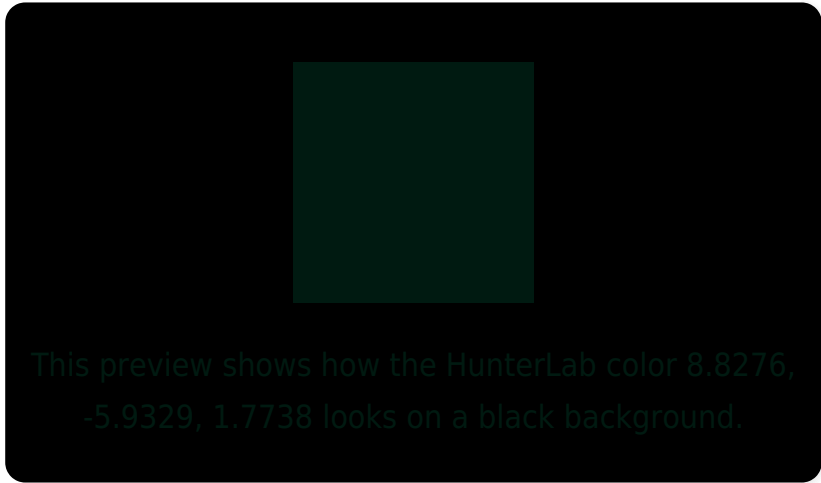 This preview shows how the HunterLab color 8.8276,
-5.9329, 1.7738 looks on a black background.